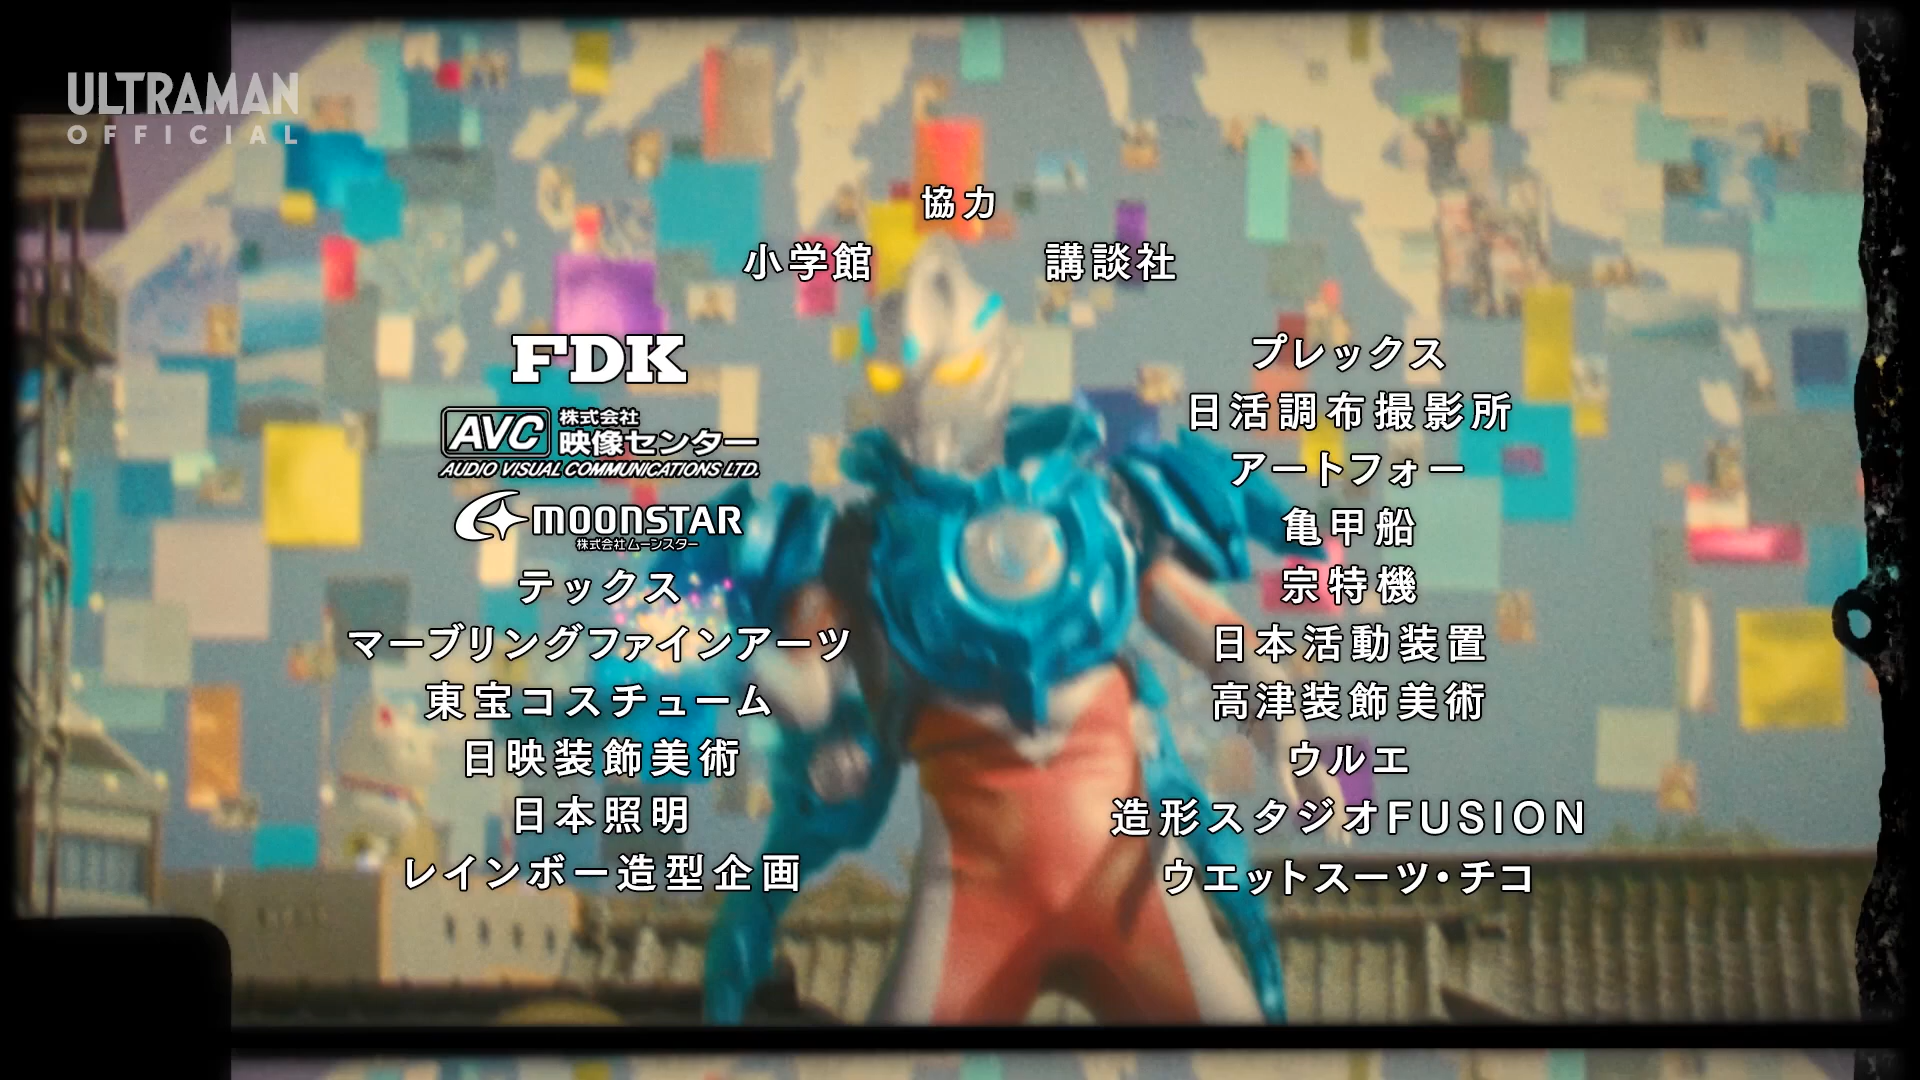 ULTRAMAN
OFFICIAL
協力
小学館
講談社
FDK
AVC 株式会社
映像センター
AUDIO VISUAL COMMUNICATIONS LTD.
MOONSTAR
株式会社ムーンスター
テックス
マーブリングファインアーツ
東宝コスチューム
日映装飾美術
日本照明
レインボー造型企画
プレックス
日活調布撮影所
アートフォー
亀甲船
宗特機
日本活動装置
高津装飾美術
ウルエ
造形スタジオFUSION
ウエットスーツ・チコ